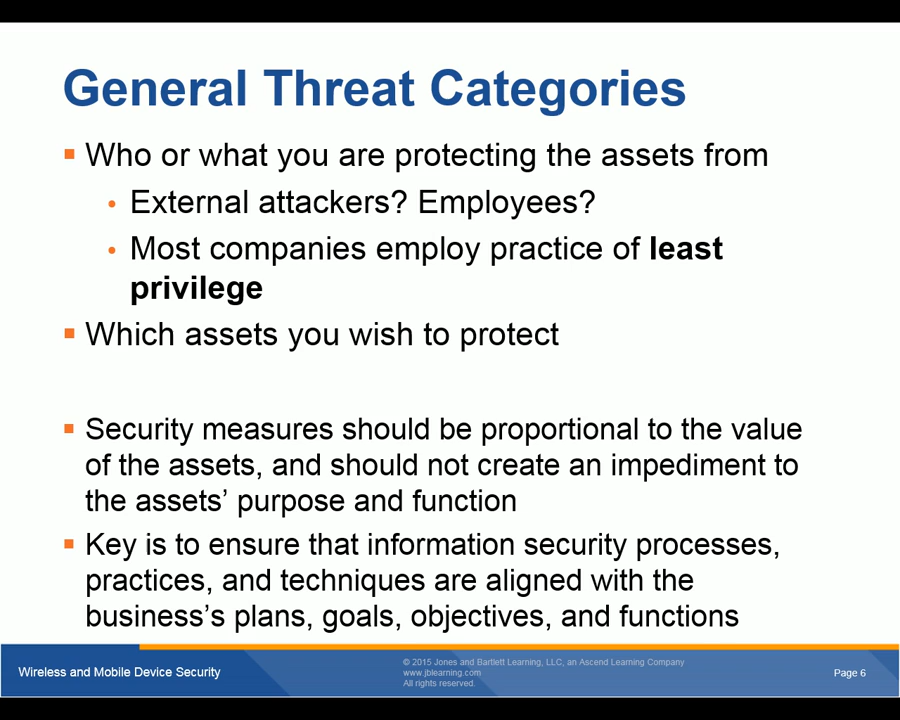 General Threat Categories
Who or what you are protecting the assets from
External attackers? Employees?
Most companies employ practice of least
privilege
Which assets you wish to protect
Security measures should be proportional to the value
of the assets, and should not create an impediment to
the assets’ purpose and function
Key is to ensure that information security processes,
practices, and techniques are aligned with the
business’s plans, goals, objectives, and functions
Wireless and Mobile Device Security
© 2015 Jones and Bartlett Learning, LLC, an Ascend Learning Company
www.jblearning.com
All rights reserved.
Page 6